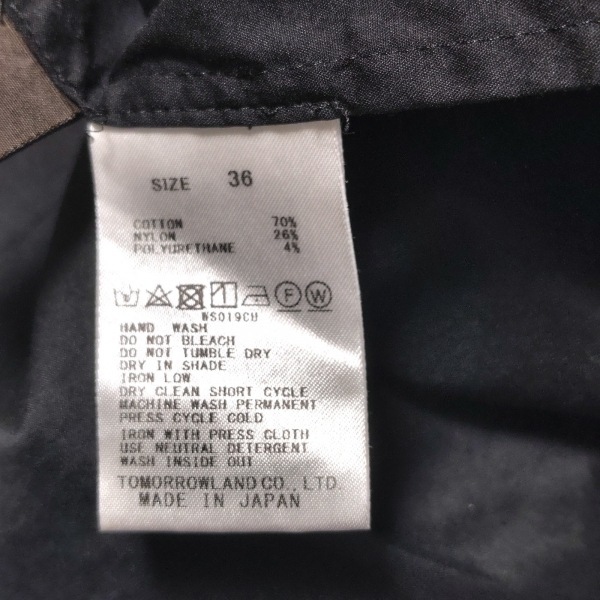 SIZE 36
COTTON 70%
NYLON 26%
POLYURETHANE 4%
F W
WS019CU
HAND WASH
DO NOT BLEACH
DO NOT TUMBLE DRY
DRY IN SHADE
IRON LOW
DRY CLEAN SHORT CYCLE
MACHINE WASH PERMANENT
PRESS CYCLE COLD
IRON WITH PRESS CLOTH
USE NEUTRAL DETERGENT
WASH INSIDE OUT
TOMORROWLAND CO., LTD.
MADE IN JAPAN